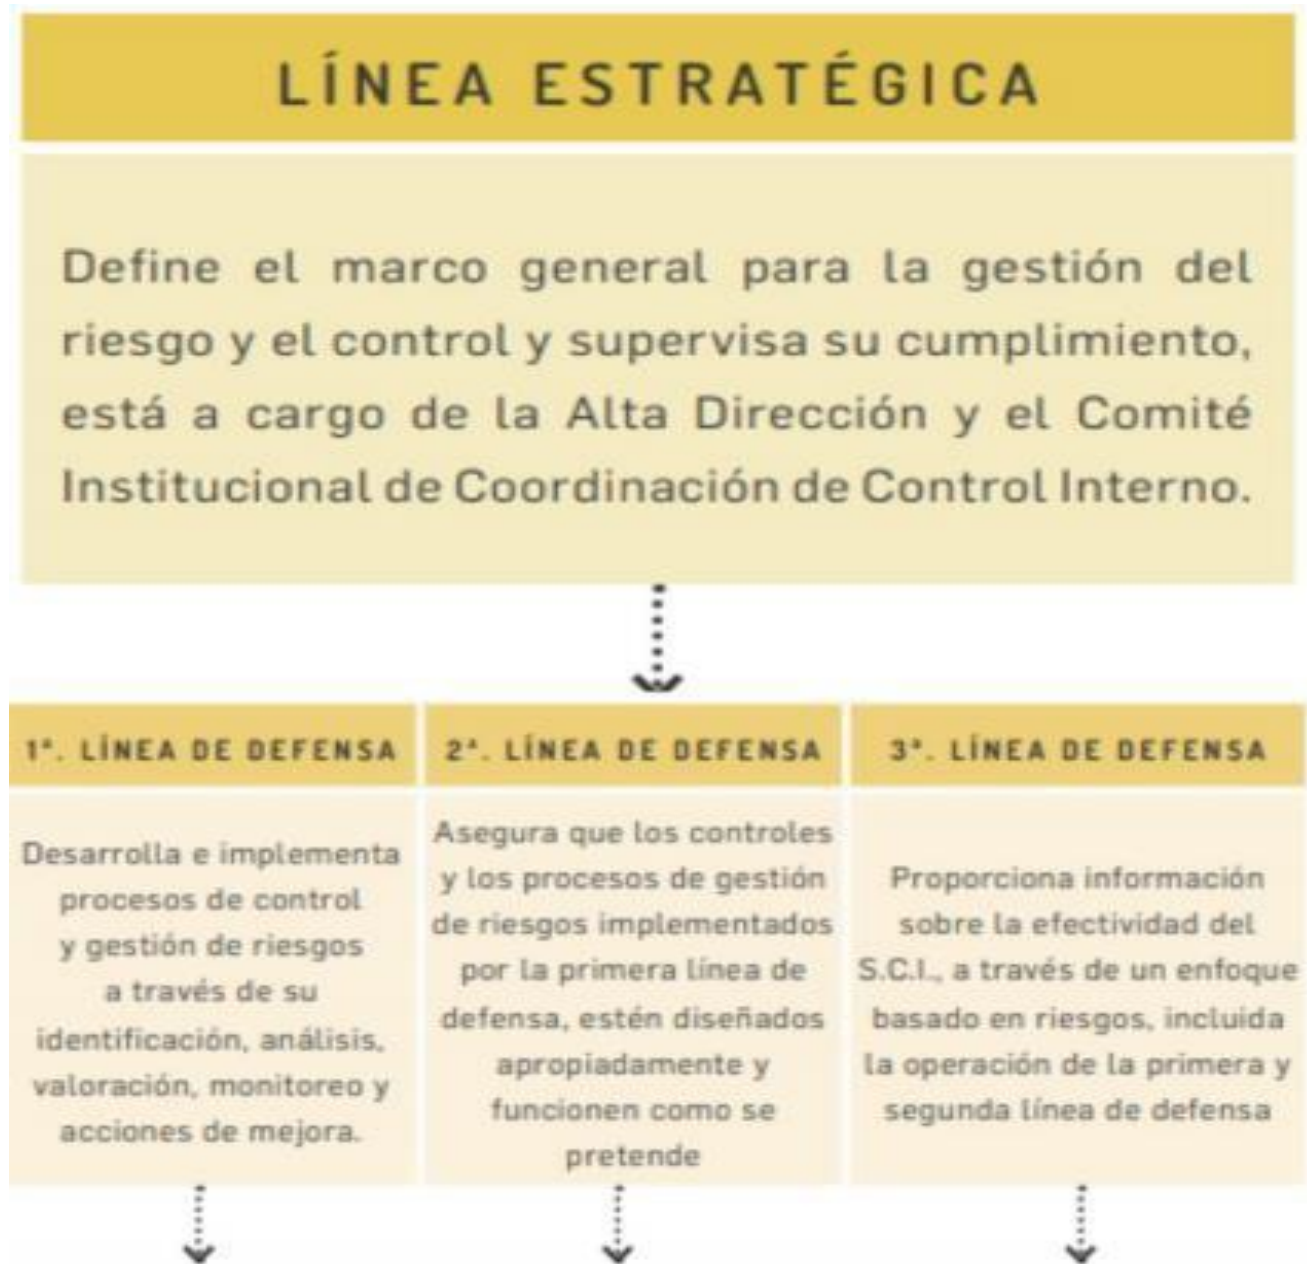 LÍNEA ESTRATÉGICA
Define el marco general para la gestión del
riesgo y el control y supervisa su cumplimiento,
está a cargo de la Alta Dirección y el Comité
Institucional de Coordinación de Control Interno.
1ª. LÍNEA DE DEFENSA
Desarrolla e implementa
procesos de control
y gestión de riesgos
a través de su
identificación, análisis,
valoración, monitoreo y
acciones de mejora.
2ª. LÍNEA DE DEFENSA
Asegura que los controles
y los procesos de gestión
de riesgos implementados
por la primera línea de
defensa, estén diseñados
apropiadamente y
funcionen como se
pretende
3ª. LÍNEA DE DEFENSA
Proporciona información
sobre la efectividad del
S.C.I., a través de un enfoque
basado en riesgos, incluida
la operación de la primera y
segunda línea de defensa